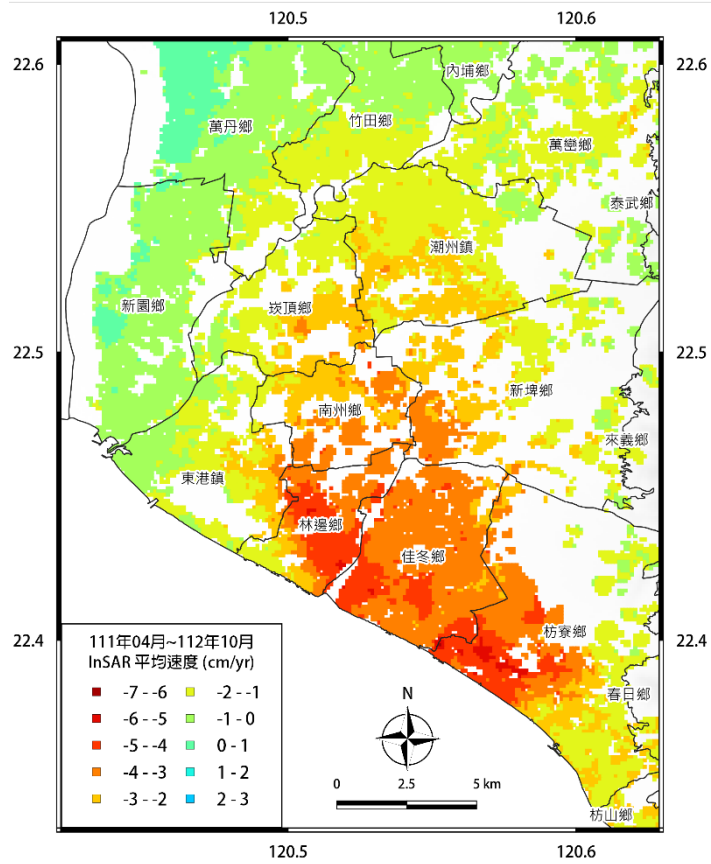 120.5 120.6
22.6 22.6
內埔鄉
竹田鄉
萬丹鄉
萬巒鄉
泰武鄉
潮州鎮
新園鄉
崁頂鄉
22.5 22.5
新埤鄉
南州鄉
來義鄉
東港鎮
林邊鄉
佳冬鄉
枋寮鄉
22.4 22.4
春日鄉
枋山鄉
111年04月~112年10月
InSAR 平均速度 (cm/yr)
-7 - -6 -2 - -1
-6 - -5 -1 - 0
-5 - -4 0 - 1
-4 - -3 1 - 2
-3 - -2 2 - 3
N
0 2.5 5 km
120.5 120.6